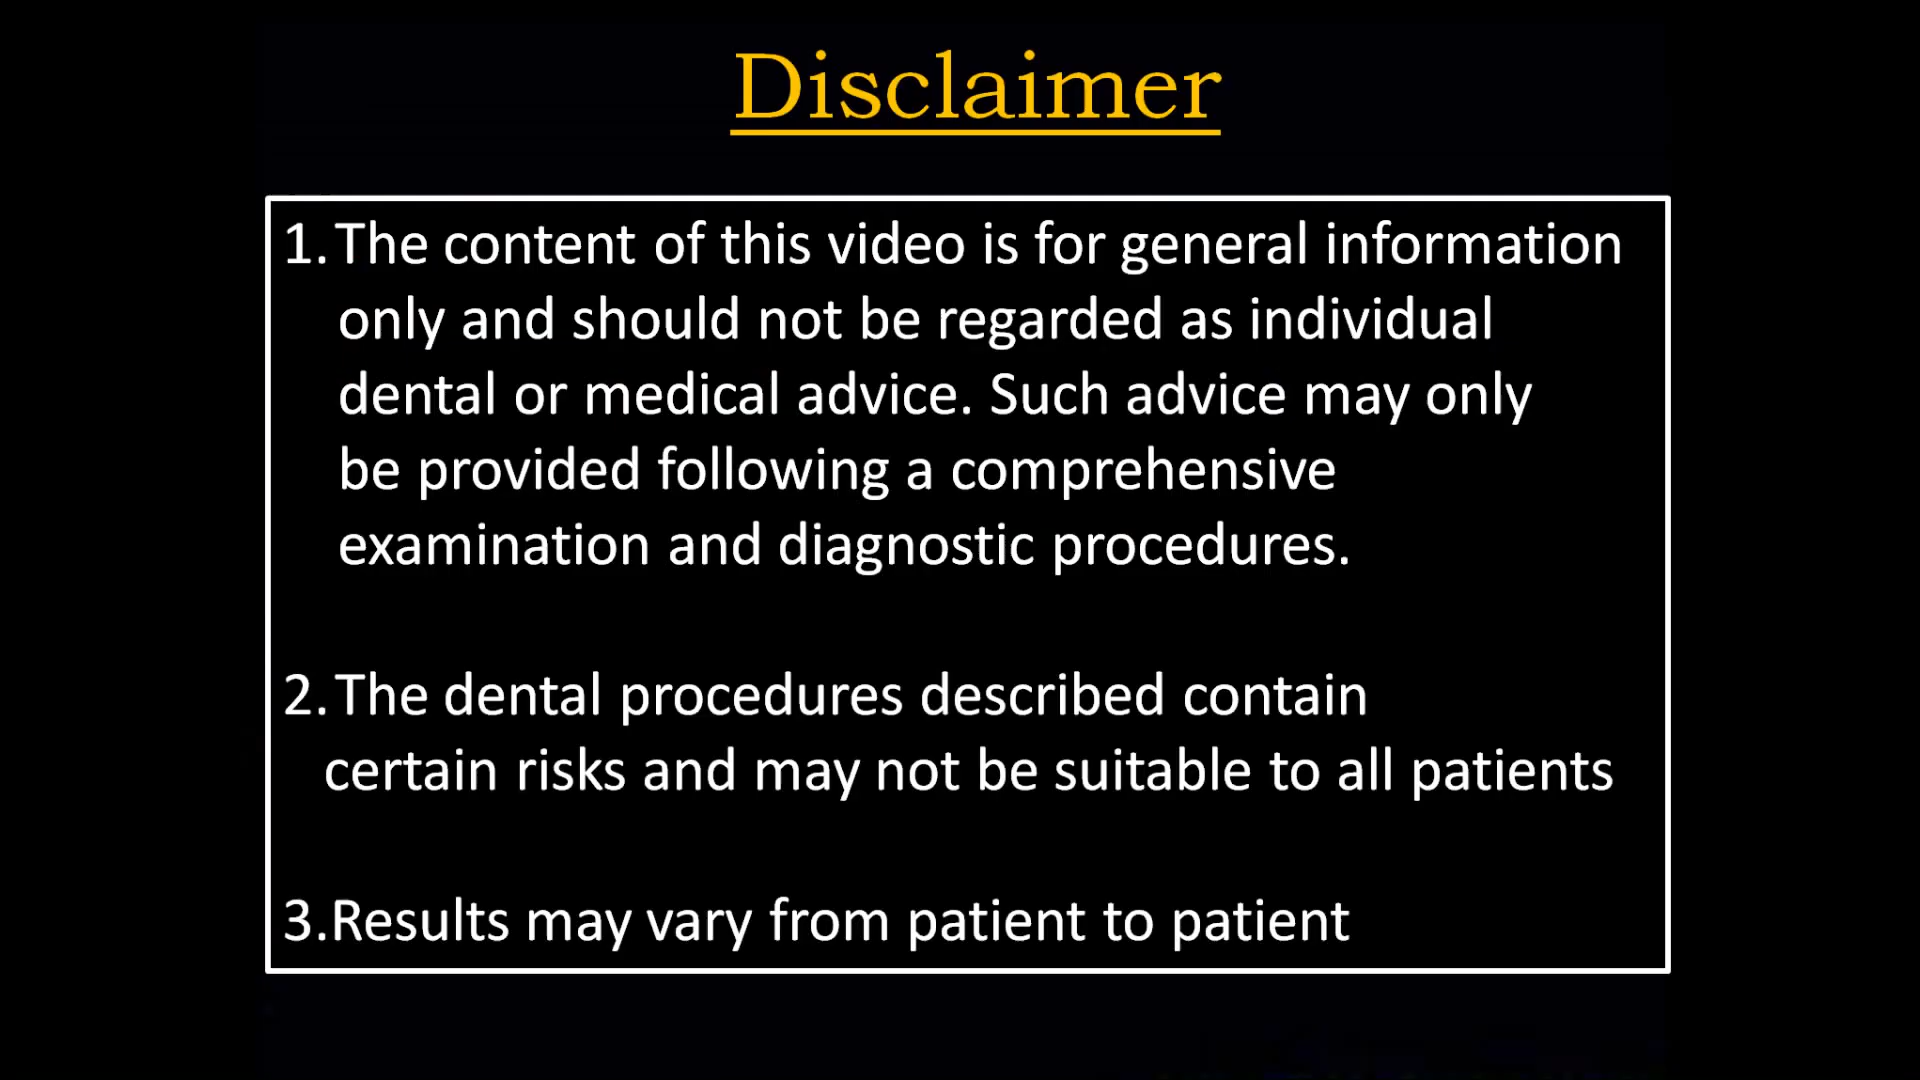 Disclaimer
1.The content of this video is for general information
only and should not be regarded as individual
dental or medical advice. Such advice may only
be provided following a comprehensive
examination and diagnostic procedures.
2.The dental procedures described contain
certain risks and may not be suitable to all patients
3.Results may vary from patient to patient